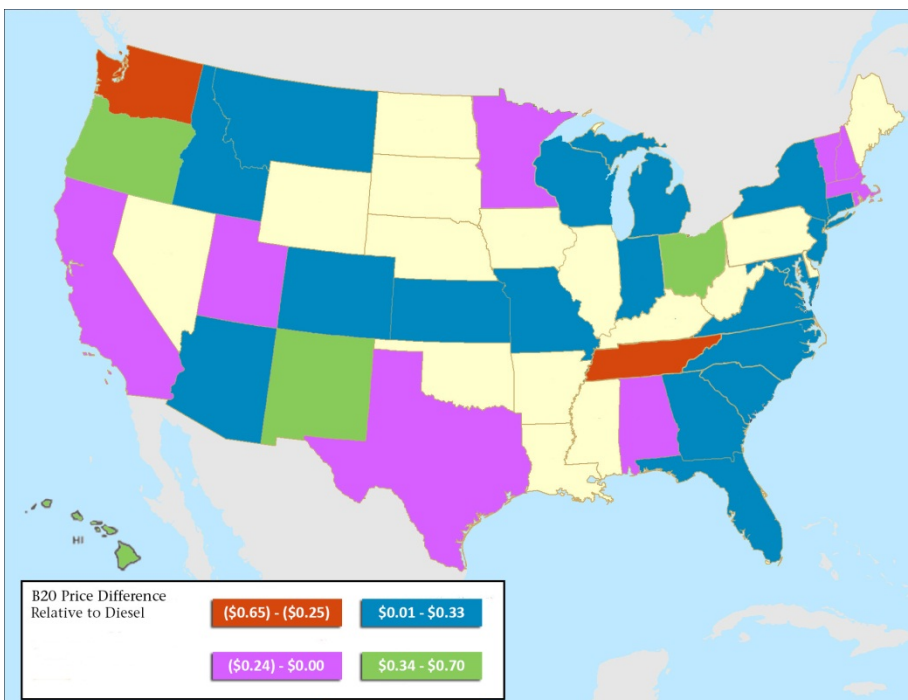 HI
B20 Price Difference
Relative to Diesel
($0.65) - ($0.25)
$0.01 - $0.33
($0.24) - $0.00
$0.34 - $0.70